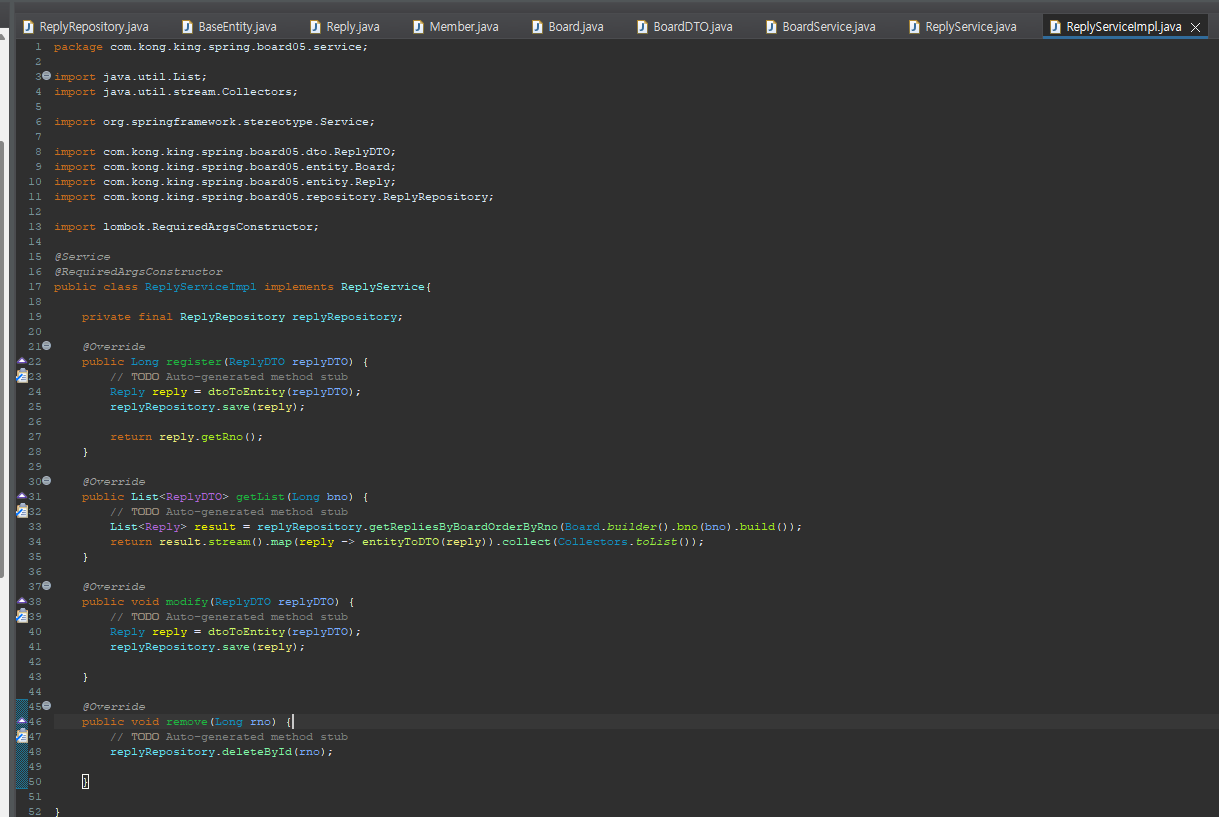 ReplyRepository.java BaseEntity.java Reply.java Member.java Board.java BoardDTO.java BoardService.java ReplyService.java ReplyServiceImpl.java
1 package com.kong.king.spring.board05.service;
2
3 import java.util.List;
4 import java.util.stream.Collectors;
5
6 import org.springframework.stereotype.Service;
7
8 import com.kong.king.spring.board05.dto.ReplyDTO;
9 import com.kong.king.spring.board05.entity.Board;
10 import com.kong.king.spring.board05.entity.Reply;
11 import com.kong.king.spring.board05.repository.ReplyRepository;
12
13 import lombok.RequiredArgsConstructor;
14
15 @Service
16 @RequiredArgsConstructor
17 public class ReplyServiceImpl implements ReplyService{
18
19     private final ReplyRepository replyRepository;
20
21     @Override
22     public Long register(ReplyDTO replyDTO) {
23         // TODO Auto-generated method stub
24         Reply reply = dtoToEntity(replyDTO);
25         replyRepository.save(reply);
26
27         return reply.getRno();
28     }
29
30     @Override
31     public List<ReplyDTO> getList(Long bno) {
32         // TODO Auto-generated method stub
33         List<Reply> result = replyRepository.getRepliesByBoardOrderByRno(Board.builder().bno(bno).build());
34         return result.stream().map(reply -> entityToDTO(reply)).collect(Collectors.toList());
35     }
36
37     @Override
38     public void modify(ReplyDTO replyDTO) {
39         // TODO Auto-generated method stub
40         Reply reply = dtoToEntity(replyDTO);
41         replyRepository.save(reply);
42
43     }
44
45     @Override
46     public void remove(Long rno) {
47         // TODO Auto-generated method stub
48         replyRepository.deleteById(rno);
49
50     }
51
52 }